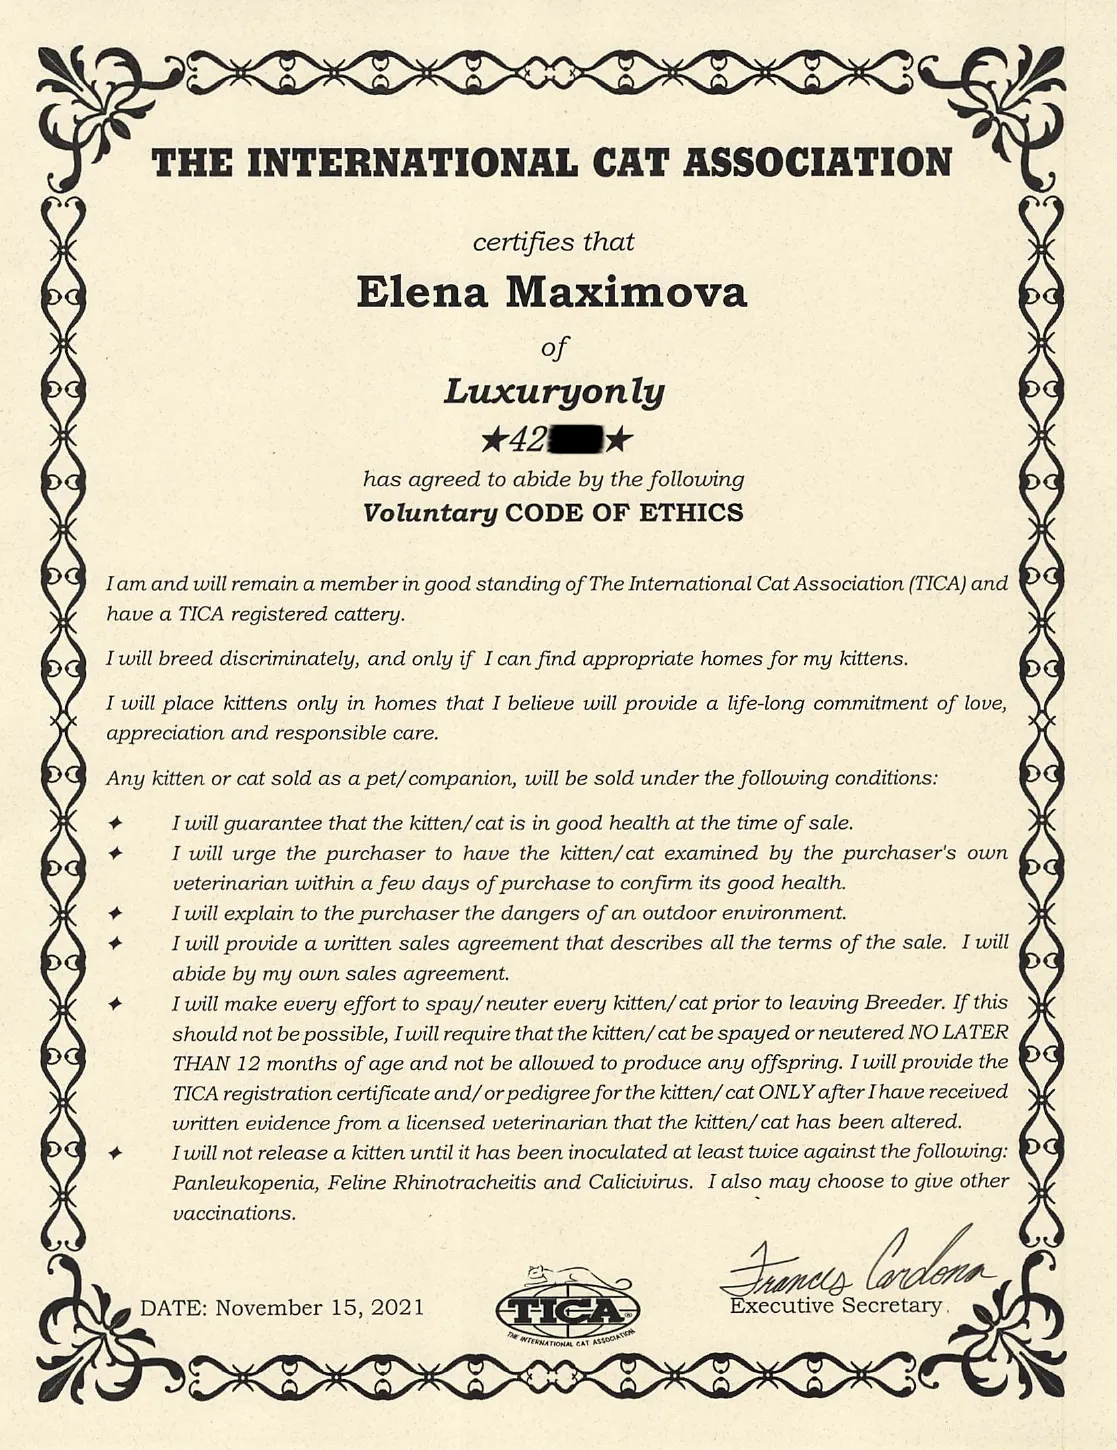 THE INTERNATIONAL CAT ASSOCIATION
certifies that
Elena Maximova
of
Luxuryonly
★42 ★
has agreed to abide by the following
Voluntary CODE OF ETHICS
I am and will remain a member in good standing of The International Cat Association (TICA) and
have a TICA registered cattery.
I will breed discriminately, and only if I can find appropriate homes for my kittens.
I will place kittens only in homes that I believe will provide a life-long commitment of love,
appreciation and responsible care.
Any kitten or cat sold as a pet/companion, will be sold under the following conditions:
✦ I will guarantee that the kitten/cat is in good health at the time of sale.
✦ I will urge the purchaser to have the kitten/cat examined by the purchaser's own
veterinarian within a few days of purchase to confirm its good health.
✦ I will explain to the purchaser the dangers of an outdoor environment.
✦ I will provide a written sales agreement that describes all the terms of the sale. I will
abide by my own sales agreement.
✦ I will make every effort to spay/neuter every kitten/cat prior to leaving Breeder. If this
should not be possible, I will require that the kitten/cat be spayed or neutered NO LATER
THAN 12 months of age and not be allowed to produce any offspring. I will provide the
TICA registration certificate and/or pedigree for the kitten/cat ONLY after I have received
written evidence from a licensed veterinarian that the kitten/cat has been altered.
✦ I will not release a kitten until it has been inoculated at least twice against the following:
Panleukopenia, Feline Rhinotracheitis and Calicivirus. I also may choose to give other
vaccinations.
Frances Cardona
DATE: November 15, 2021
TICA®
THE INTERNATIONAL CAT ASSOCIATION
Executive Secretary